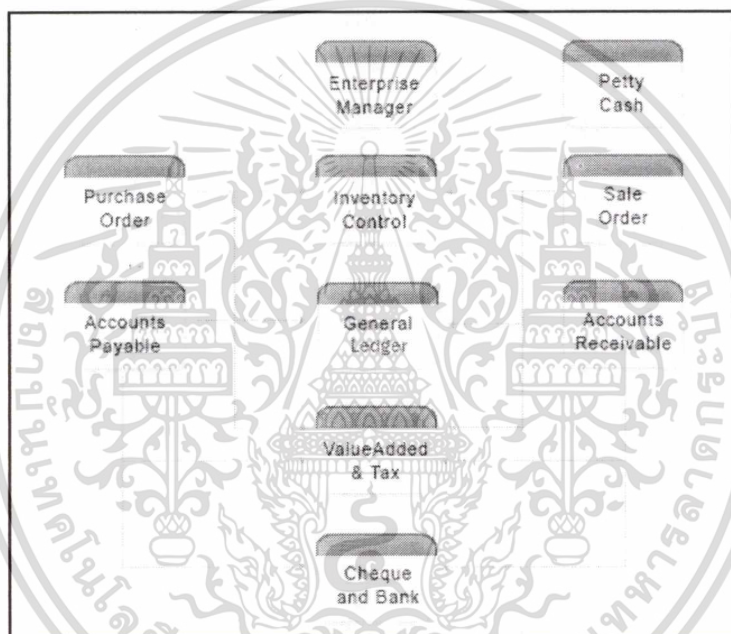 Enterprise
Manager
Petty
Cash
Purchase
Order
Inventory
Control
Sale
Order
Accounts
Payable
General
Ledger
Accounts
Receivable
ValueAdded
& Tax
Cheque
and Bank